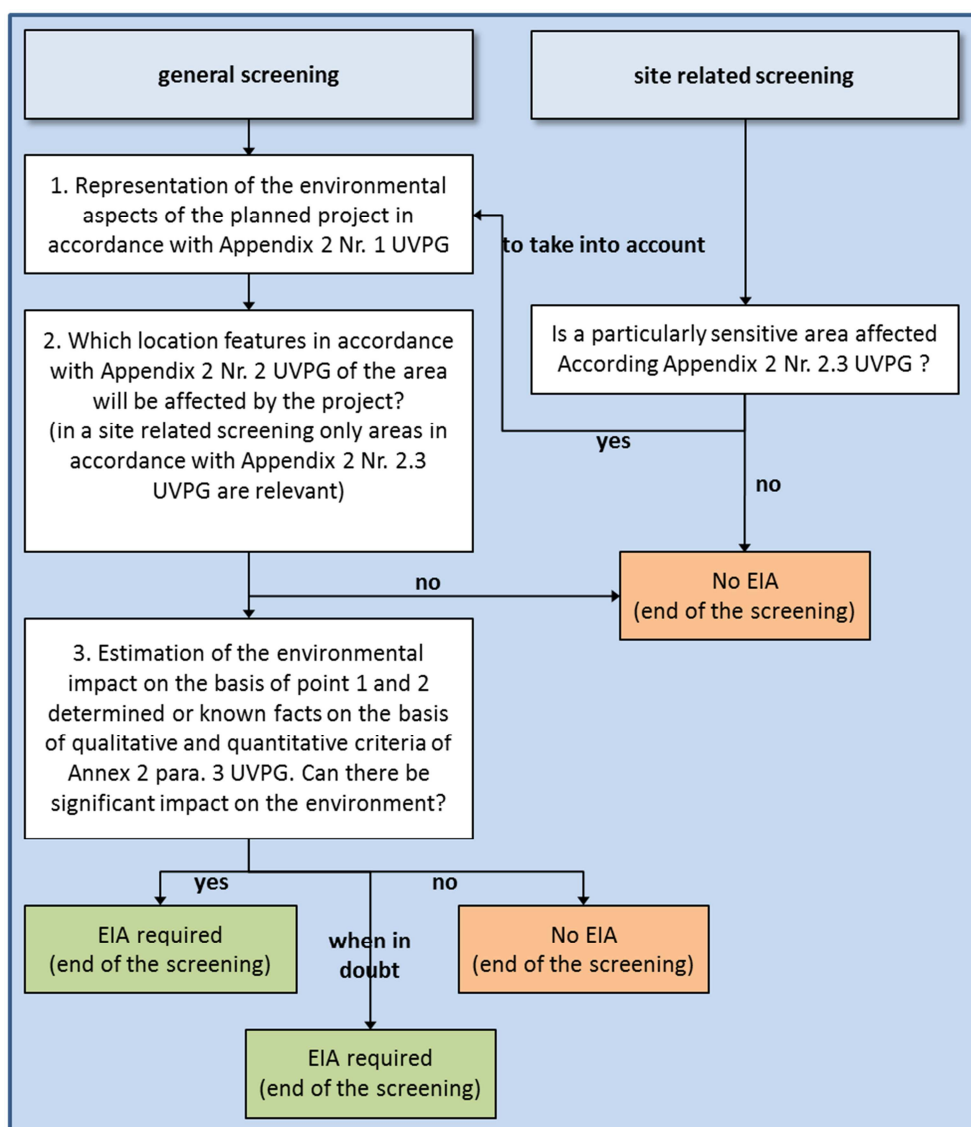 general screening
site related screening
1. Representation of the environmental
aspects of the planned project in
accordance with Appendix 2 Nr. 1 UVPG
to take into account
2. Which location features in accordance
with Appendix 2 Nr. 2 UVPG of the area
will be affected by the project?
(in a site related screening only areas in
accordance with Appendix 2 Nr. 2.3
UVPG are relevant)
Is a particularly sensitive area affected
According Appendix 2 Nr. 2.3 UVPG ?
yes
no
no
No EIA
(end of the screening)
3. Estimation of the environmental
impact on the basis of point 1 and 2
determined or known facts on the basis
of qualitative and quantitative criteria of
Annex 2 para. 3 UVPG. Can there be
significant impact on the environment?
yes
no
when in
doubt
EIA required
(end of the screening)
No EIA
(end of the screening)
EIA required
(end of the screening)